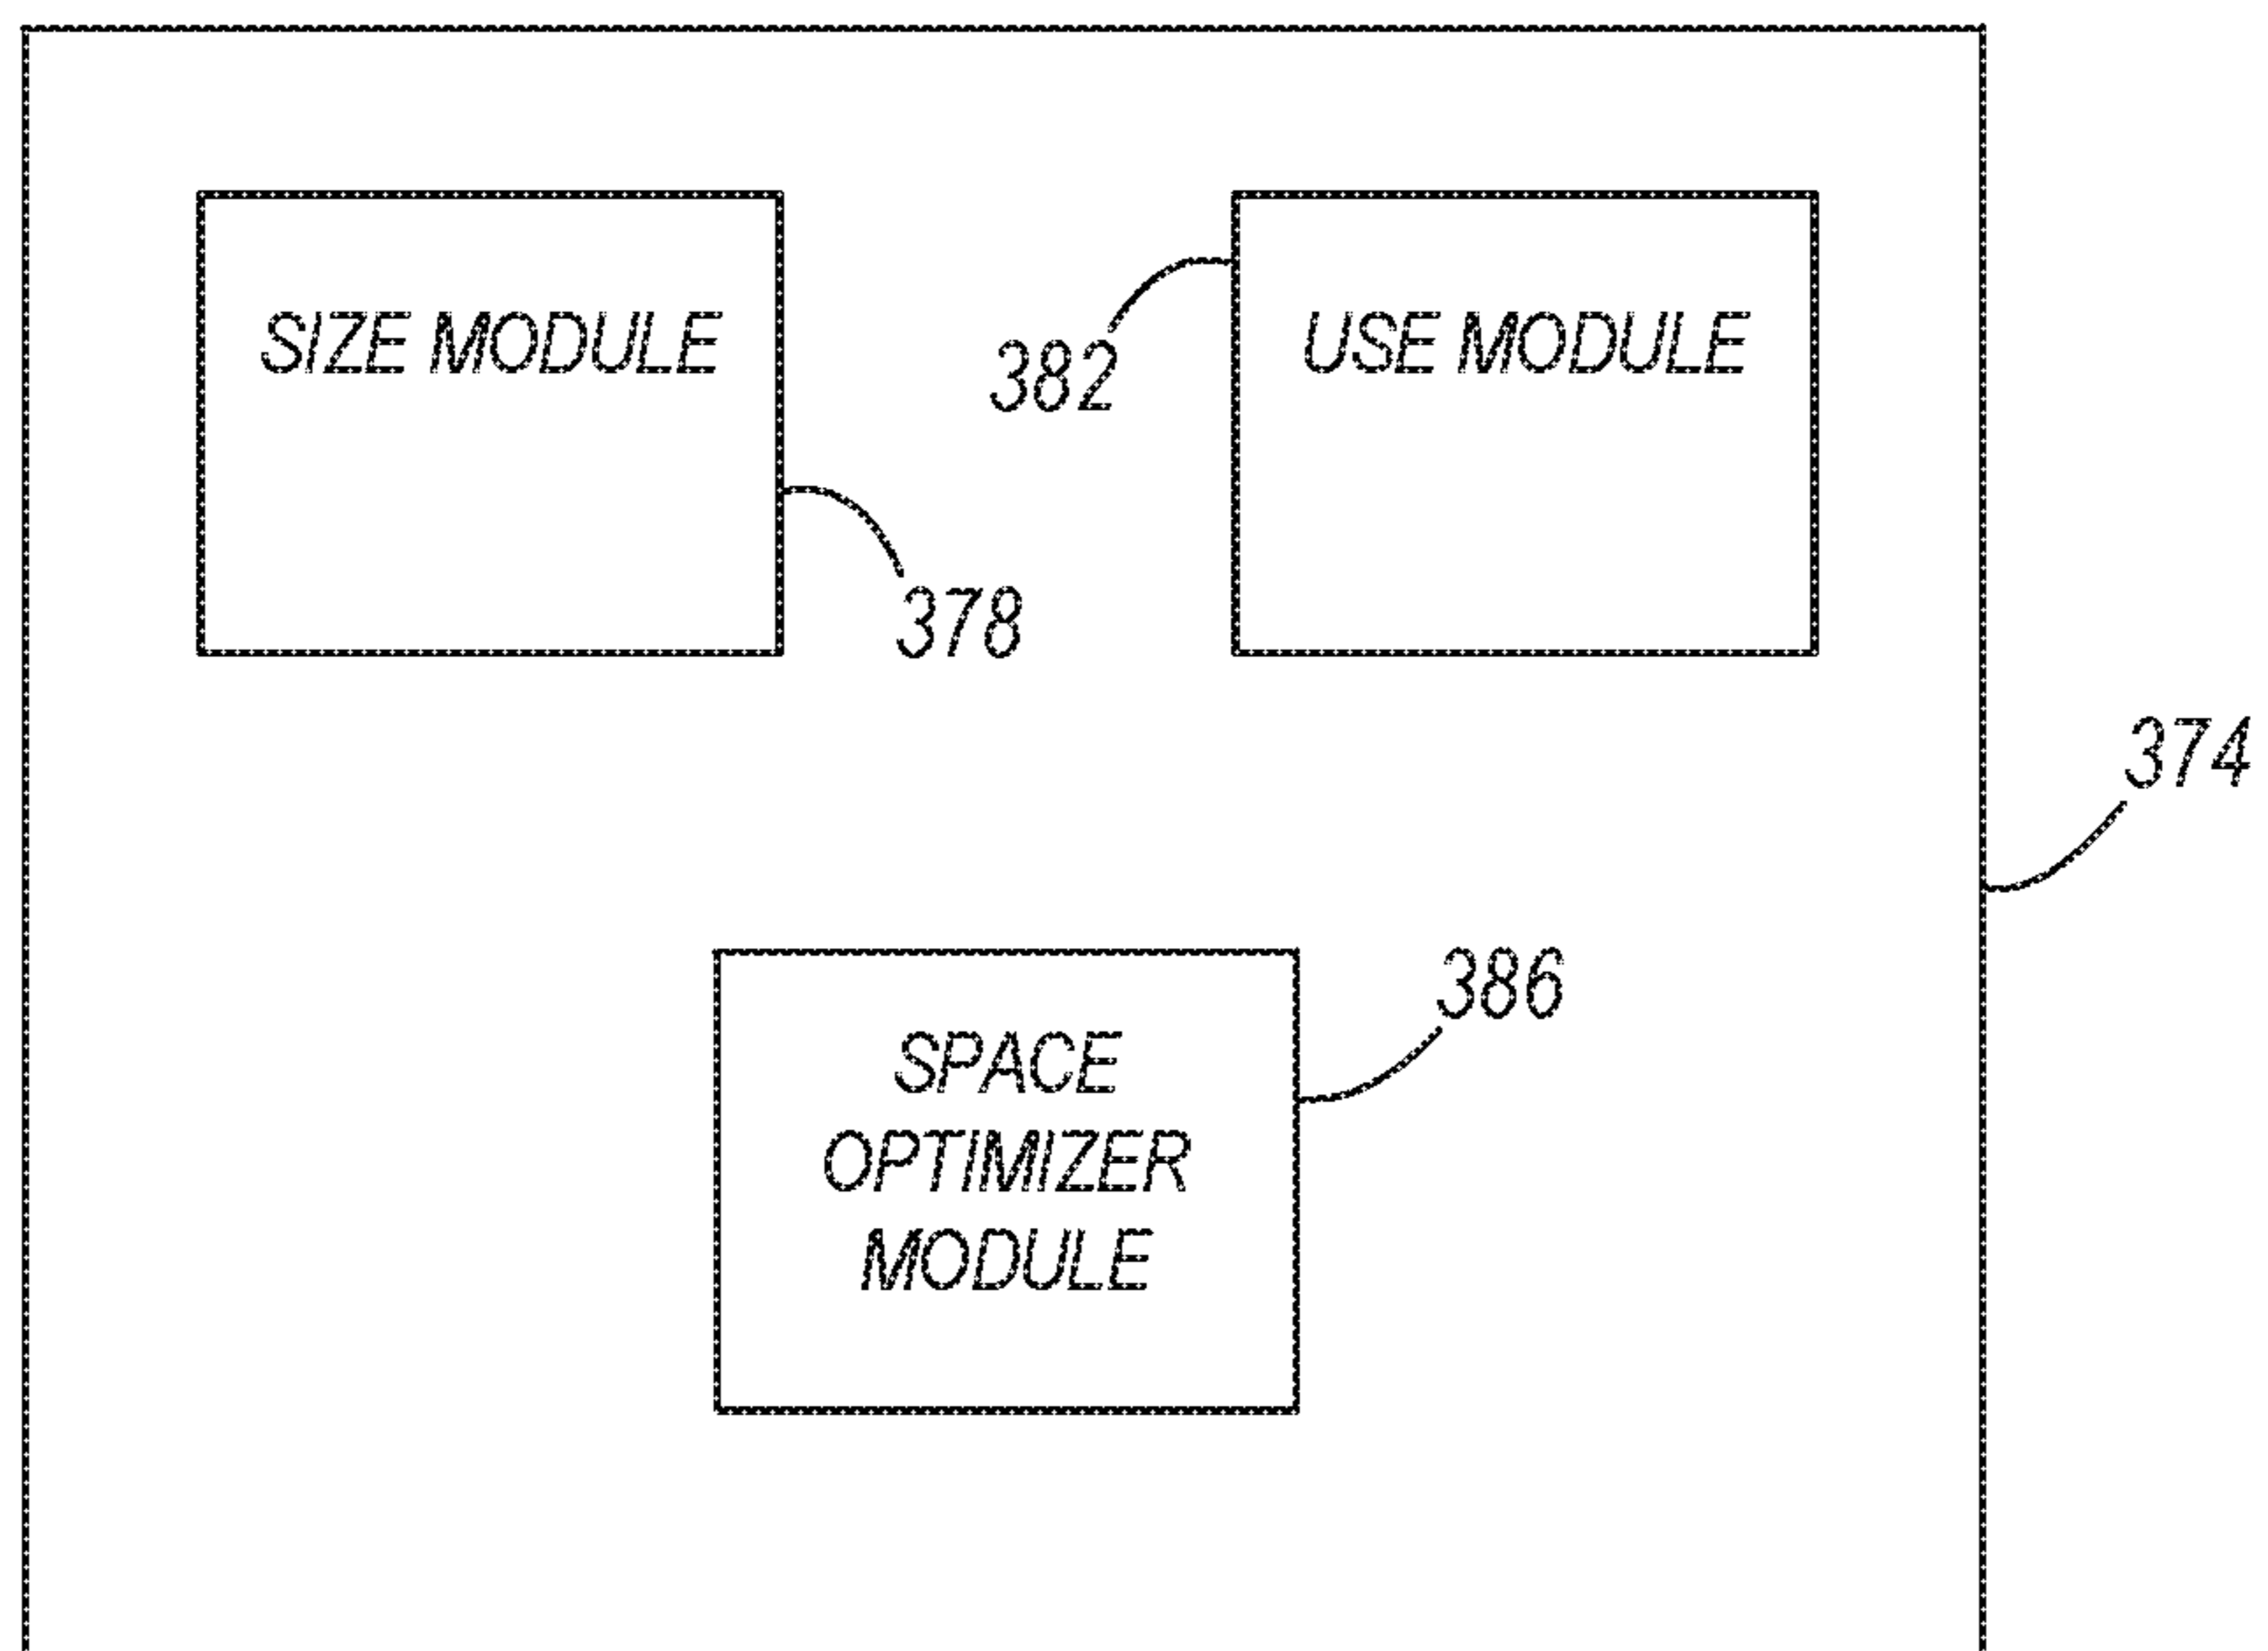 SIZE MODULE
382
USE MODULE
378
374
386
SPACE
OPTIMIZER
MODULE